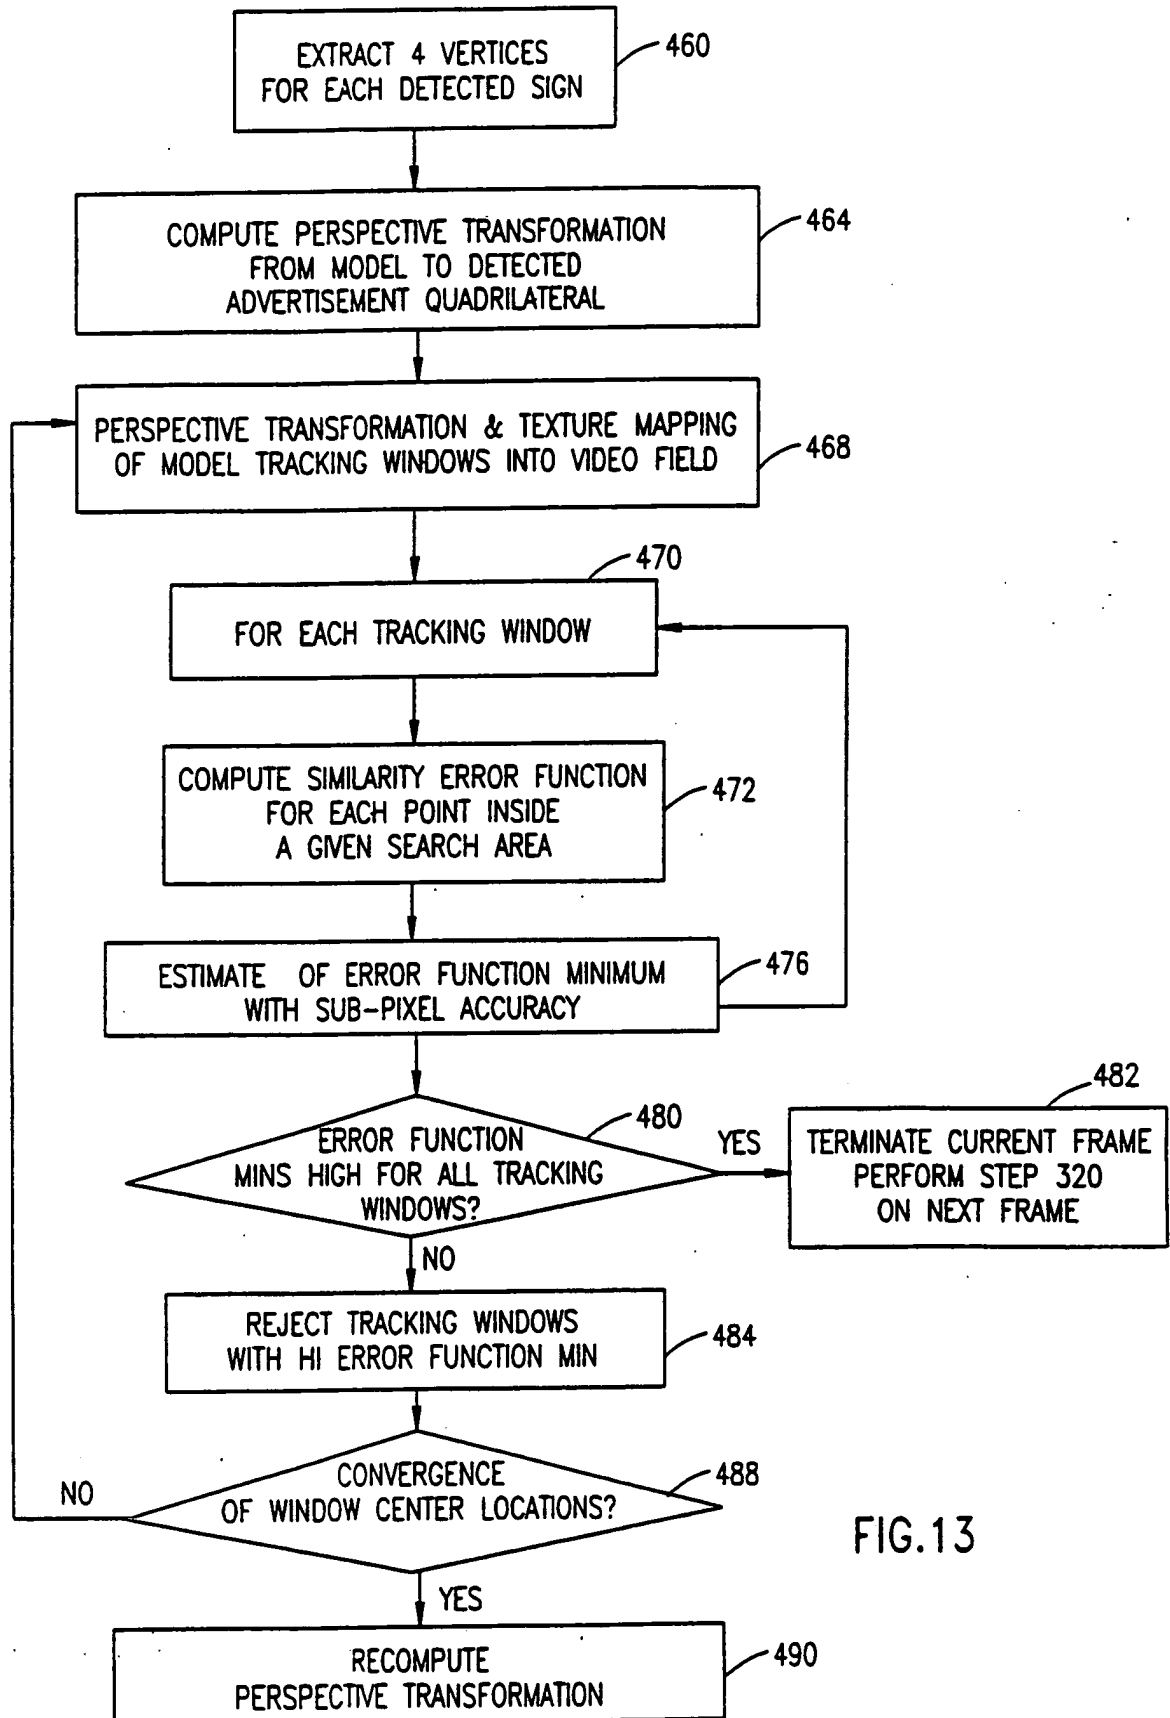 EXTRACT 4 VERTICES
FOR EACH DETECTED SIGN
460
COMPUTE PERSPECTIVE TRANSFORMATION
FROM MODEL TO DETECTED
ADVERTISEMENT QUADRILATERAL
464
PERSPECTIVE TRANSFORMATION & TEXTURE MAPPING
OF MODEL TRACKING WINDOWS INTO VIDEO FIELD
468
470
FOR EACH TRACKING WINDOW
COMPUTE SIMILARITY ERROR FUNCTION
FOR EACH POINT INSIDE
A GIVEN SEARCH AREA
472
ESTIMATE OF ERROR FUNCTION MINIMUM
WITH SUB-PIXEL ACCURACY
476
480
ERROR FUNCTION
MINS HIGH FOR ALL TRACKING
WINDOWS?
YES
482
TERMINATE CURRENT FRAME
PERFORM STEP 320
ON NEXT FRAME
NO
REJECT TRACKING WINDOWS
WITH HI ERROR FUNCTION MIN
484
CONVERGENCE
OF WINDOW CENTER LOCATIONS?
488
NO
YES
RECOMPUTE
PERSPECTIVE TRANSFORMATION
490
FIG.13